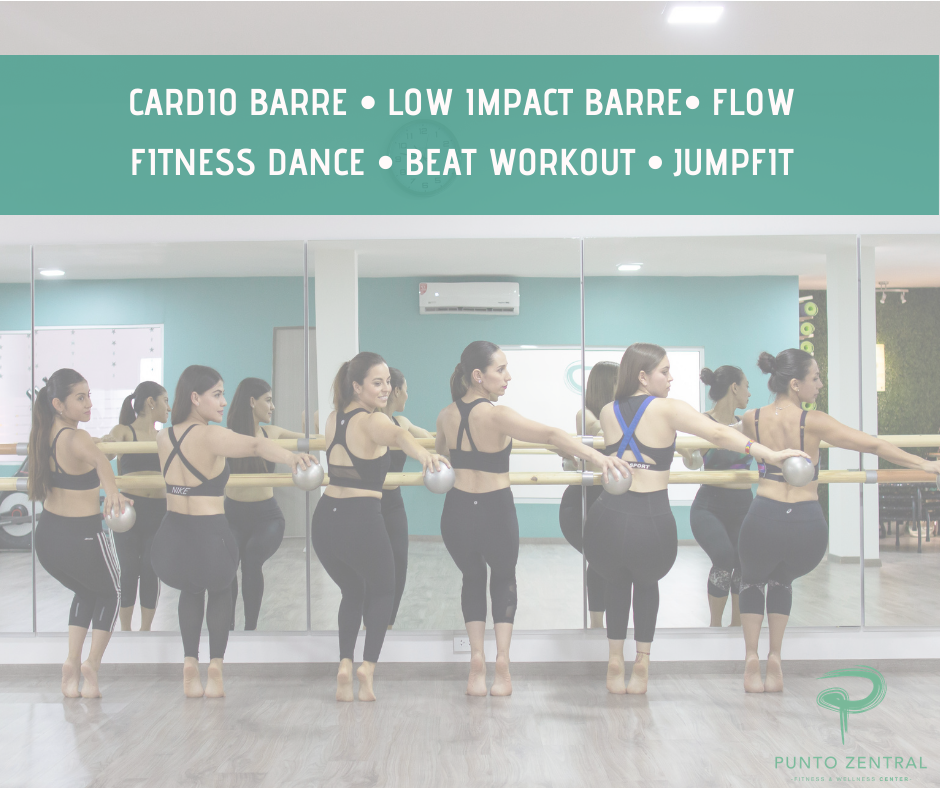 CARDIO BARRE • LOW IMPACT BARRE• FLOW
FITNESS DANCE • BEAT WORKOUT • JUMPFIT
NIKE
SPORT
PUNTO ZENTRAL
FITNESS & WELLNESS CENTER